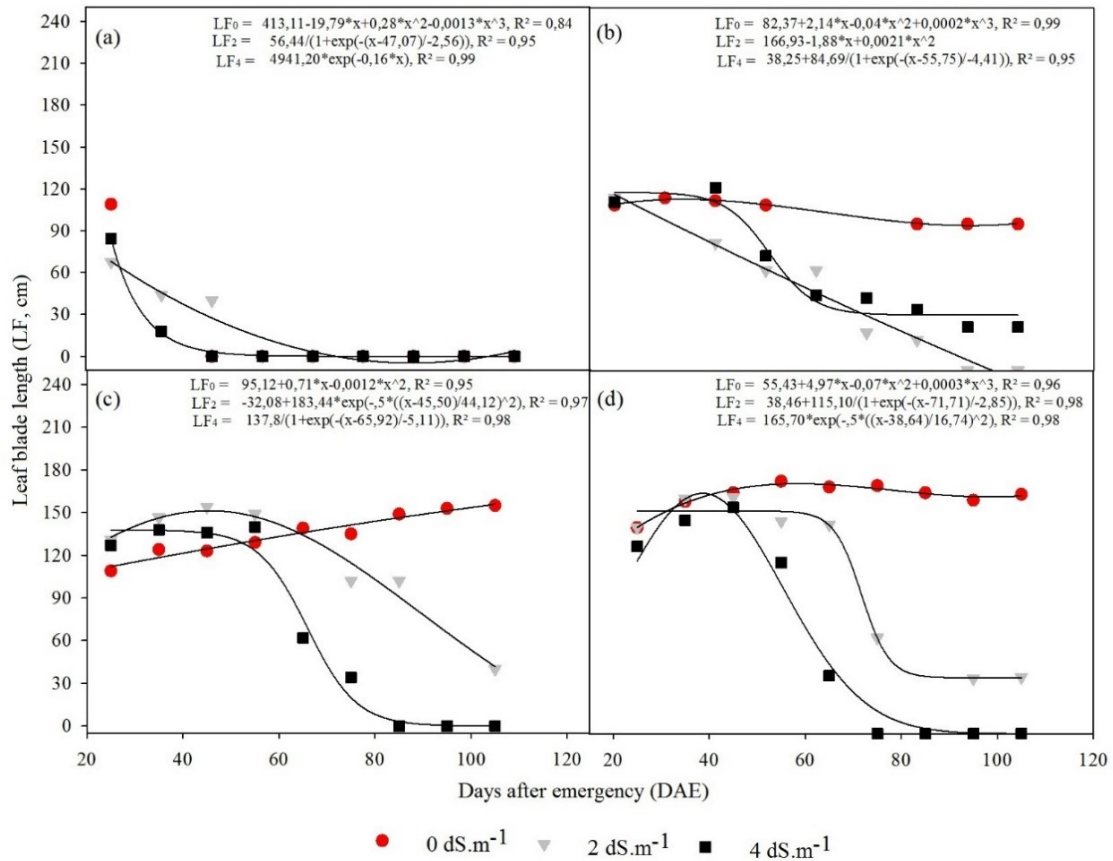 (a)
LF0 = 413,11-19,79*x+0,28*x^2-0,0013*x^3, R² = 0,84
LF2 = 56,44/(1+exp(-(x-47,07)/-2,56)), R² = 0,95
LF4 = 4941,20*exp(-0,16*x), R² = 0,99
(b)
LF0 = 82,37+2,14*x-0,04*x^2+0,0002*x^3, R² = 0,99
LF2 = 166,93-1,88*x+0,0021*x^2
LF4 = 38,25+84,69/(1+exp(-(x-55,75)/-4,41)), R² = 0,95
240
210
180
150
120
90
60
30
0
(c)
LF0 = 95,12+0,71*x-0,0012*x^2, R² = 0,95
LF2 = -32,08+183,44*exp(-,5*((x-45,50)/44,12)^2), R² = 0,97
LF4 = 137,8/(1+exp(-(x-65,92)/-5,11)), R² = 0,98
(d)
LF0 = 55,43+4,97*x-0,07*x^2+0,0003*x^3, R² = 0,96
LF2 = 38,46+115,10/(1+exp(-(x-71,71)/-2,85)), R² = 0,98
LF4 = 165,70*exp(-,5*((x-38,64)/16,74)^2), R² = 0,98
240
210
180
150
120
90
60
30
0
Leaf blade length (LF, cm)
20 40 60 80 100 120
20 40 60 80 100 120
Days after emergency (DAE)
0 dS.m-1 2 dS.m-1 4 dS.m-1